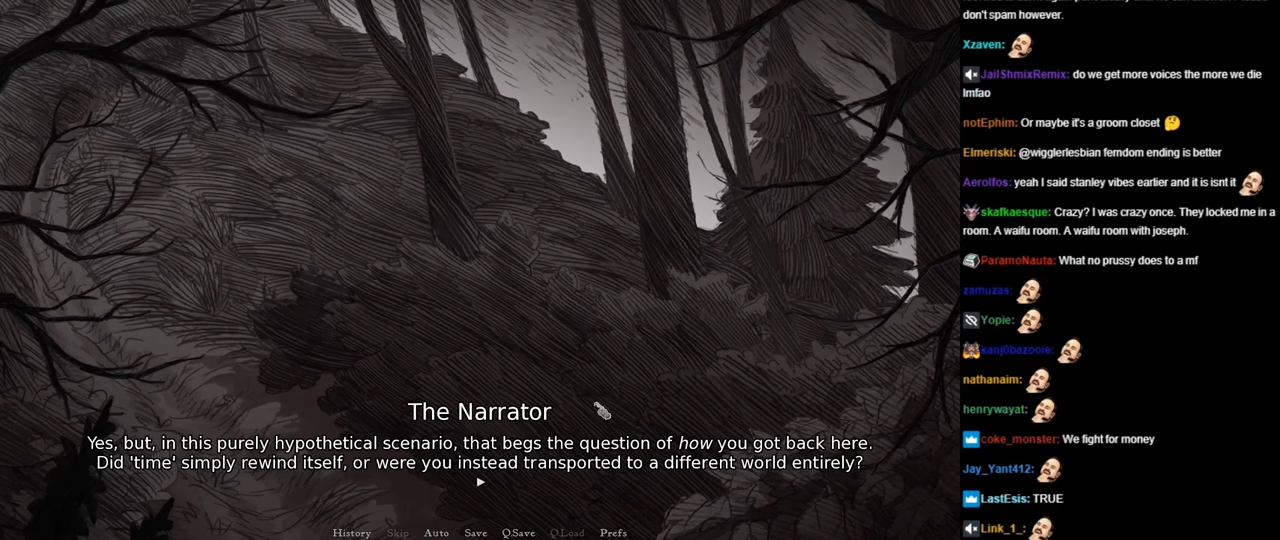 The Narrator
Yes, but, in this purely hypothetical scenario, that begs the question of how you got back here.
Did 'time' simply rewind itself, or were you instead transported to a different world entirely?
History Skip Auto Save Q.Save Q.Load Prefs
don't spam however.
Xzaven:
JailShmixRemix: do we get more voices the more we die
lmfao
notEphim: Or maybe it's a groom closet
Elmeriski: @wigglerlesbian femdom ending is better
Aerolfos: yeah I said stanley vibes earlier and it is isnt it
skafkaesque: Crazy? I was crazy once. They locked me in a
room. A waifu room. A waifu room with joseph.
ParamoNauta: What no prussy does to a mf
zamuzas:
Yopie:
kanj0bazooie:
nathanaim:
henrywayat:
coke_monster: We fight for money
Jay_Yant412:
LastEsis: TRUE
Link_1_: